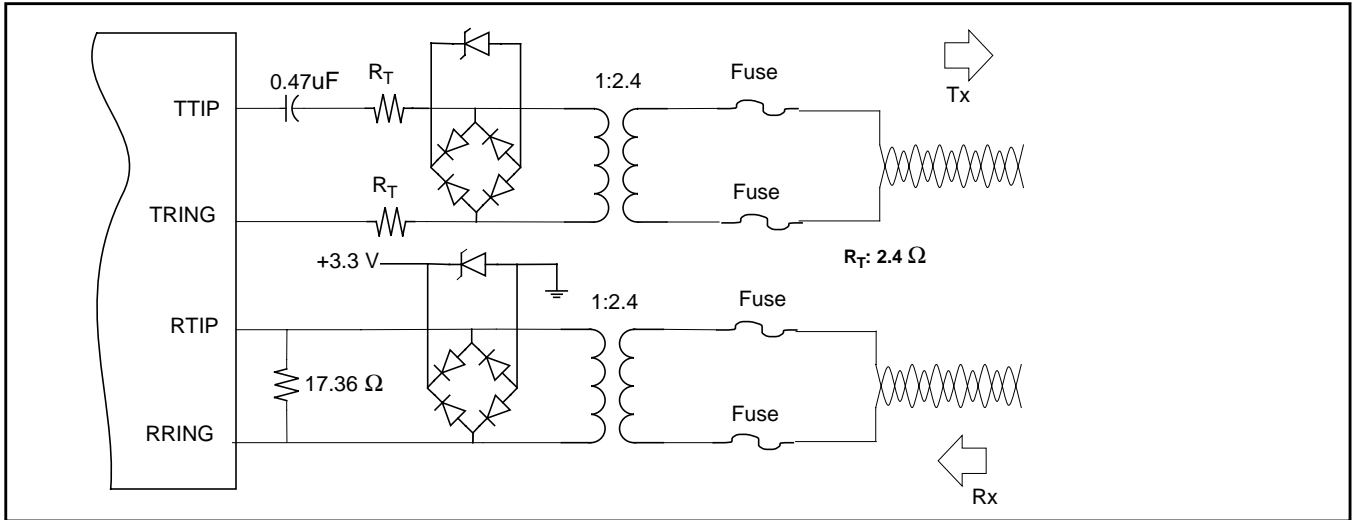 0.47uF
R_T
1:2.4
Fuse
Tx
TTIP
R_T
Fuse
TRING
+3.3 V
R_T: 2.4 Ω
1:2.4
Fuse
RTIP
17.36 Ω
Fuse
RRING
Rx